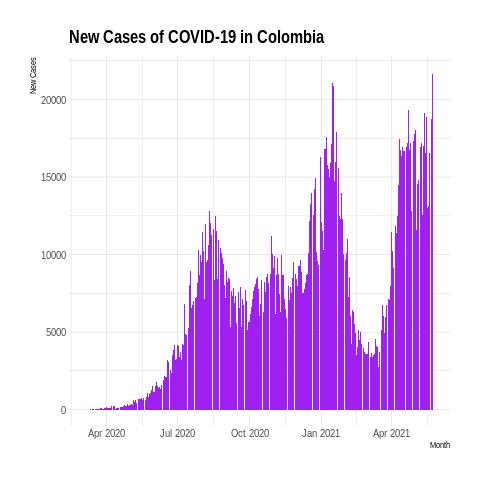 New Cases of COVID-19 in Colombia
New Cases
20000
15000
10000
5000
0
Apr 2020 Jul 2020 Oct 2020 Jan 2021 Apr 2021
Month